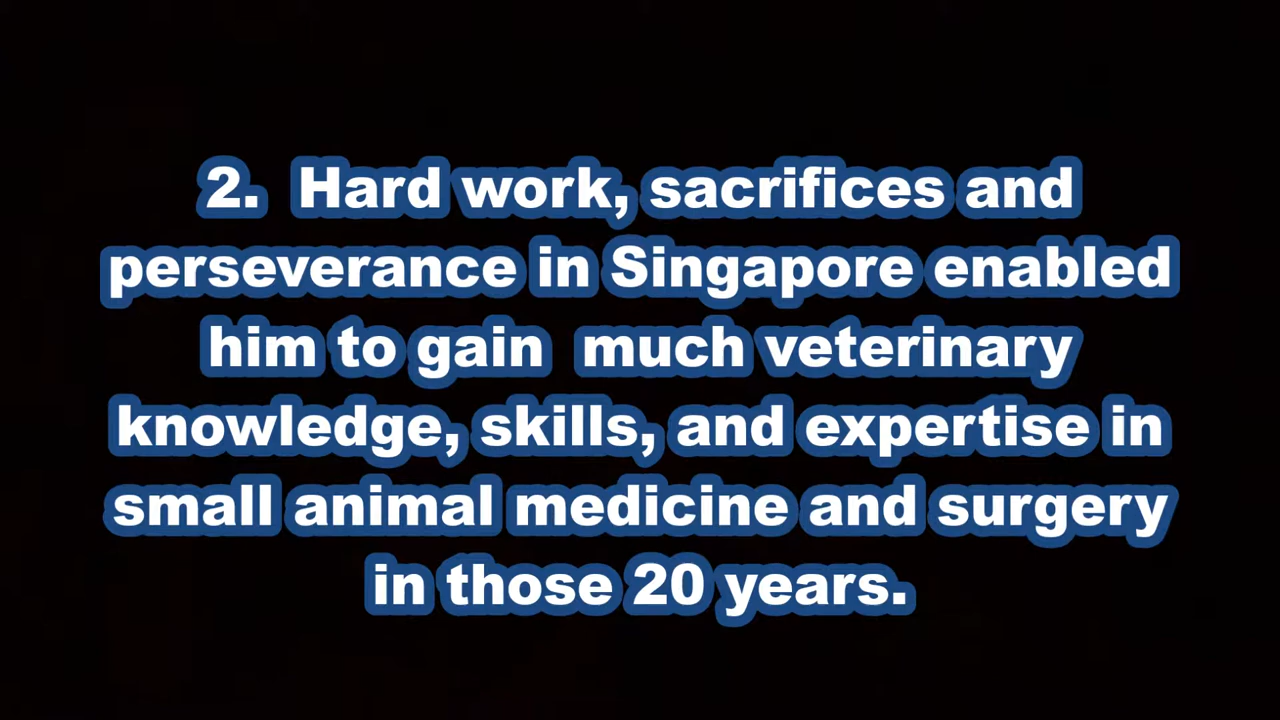 2.  Hard work, sacrifices and
perseverance in Singapore enabled
him to gain  much veterinary
knowledge, skills, and expertise in
small animal medicine and surgery
in those 20 years.